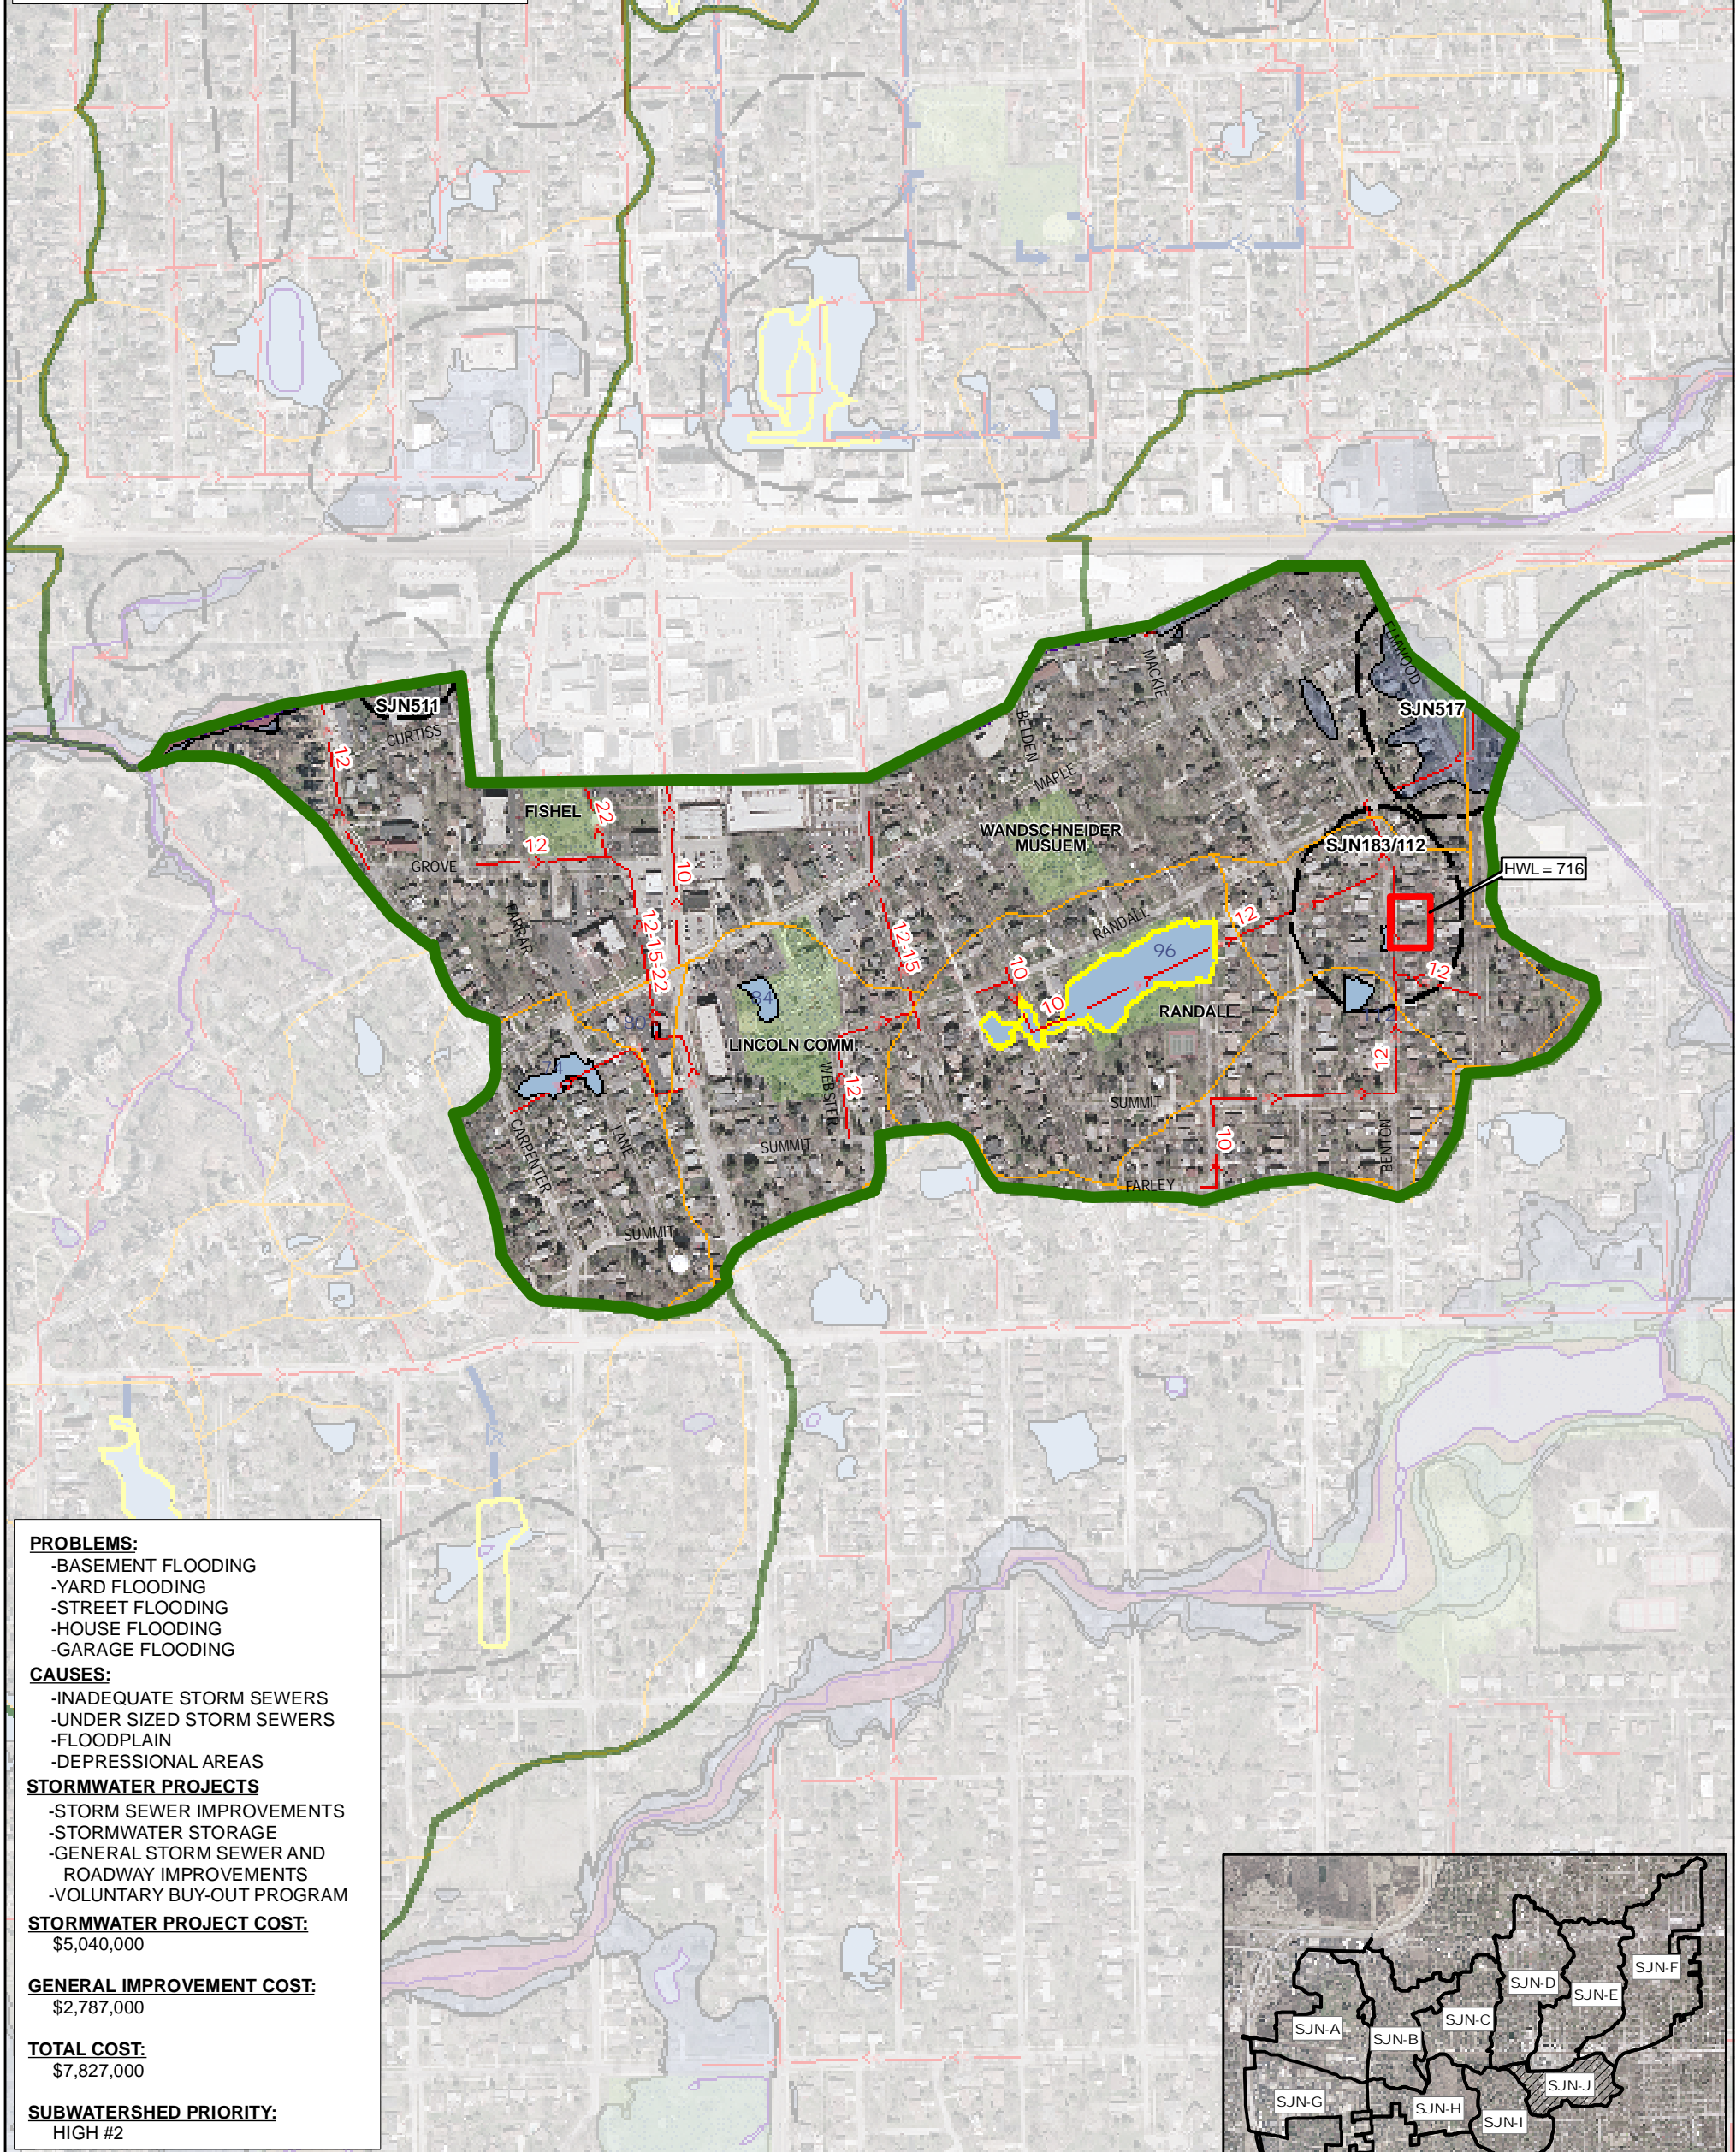 SJN511
CURTISS
12
FISHEL
22
12
GROVE
FARRAR
10
12-15-22
ELMWOOD
SJN517
MACKIE
BELDEN
MAPLE
WANDSCHNEIDER
MUSUEM
SJN183/112
HWL = 716
RANDALL
12
96
12-15
10
10
RANDALL
12
84
80
LINCOLN COMM.
WEBSTER
12
12
SUMMIT
10
BENTON
FARLEY
CARPENTER
LANE
SUMMIT
SUMMIT
PROBLEMS:
-BASEMENT FLOODING
-YARD FLOODING
-STREET FLOODING
-HOUSE FLOODING
-GARAGE FLOODING
CAUSES:
-INADEQUATE STORM SEWERS
-UNDER SIZED STORM SEWERS
-FLOODPLAIN
-DEPRESSIONAL AREAS
STORMWATER PROJECTS
-STORM SEWER IMPROVEMENTS
-STORMWATER STORAGE
-GENERAL STORM SEWER AND
ROADWAY IMPROVEMENTS
-VOLUNTARY BUY-OUT PROGRAM
STORMWATER PROJECT COST:
$5,040,000
GENERAL IMPROVEMENT COST:
$2,787,000
TOTAL COST:
$7,827,000
SUBWATERSHED PRIORITY:
HIGH #2
SJN-F
SJN-D
SJN-E
SJN-C
SJN-A
SJN-B
SJN-J
SJN-G
SJN-H
SJN-I